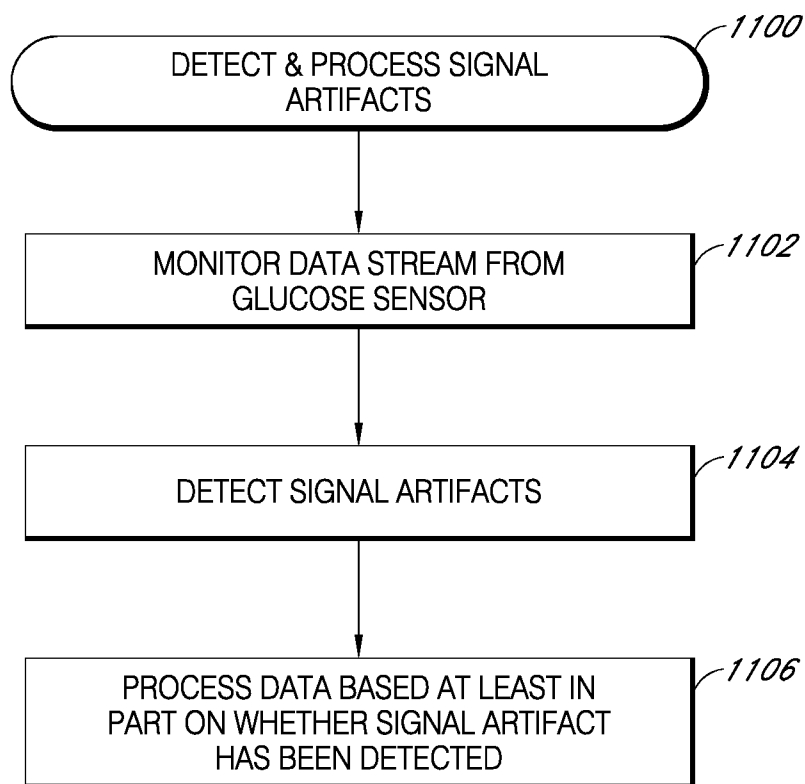 1100
DETECT & PROCESS SIGNAL
ARTIFACTS
1102
MONITOR DATA STREAM FROM
GLUCOSE SENSOR
1104
DETECT SIGNAL ARTIFACTS
1106
PROCESS DATA BASED AT LEAST IN
PART ON WHETHER SIGNAL ARTIFACT
HAS BEEN DETECTED